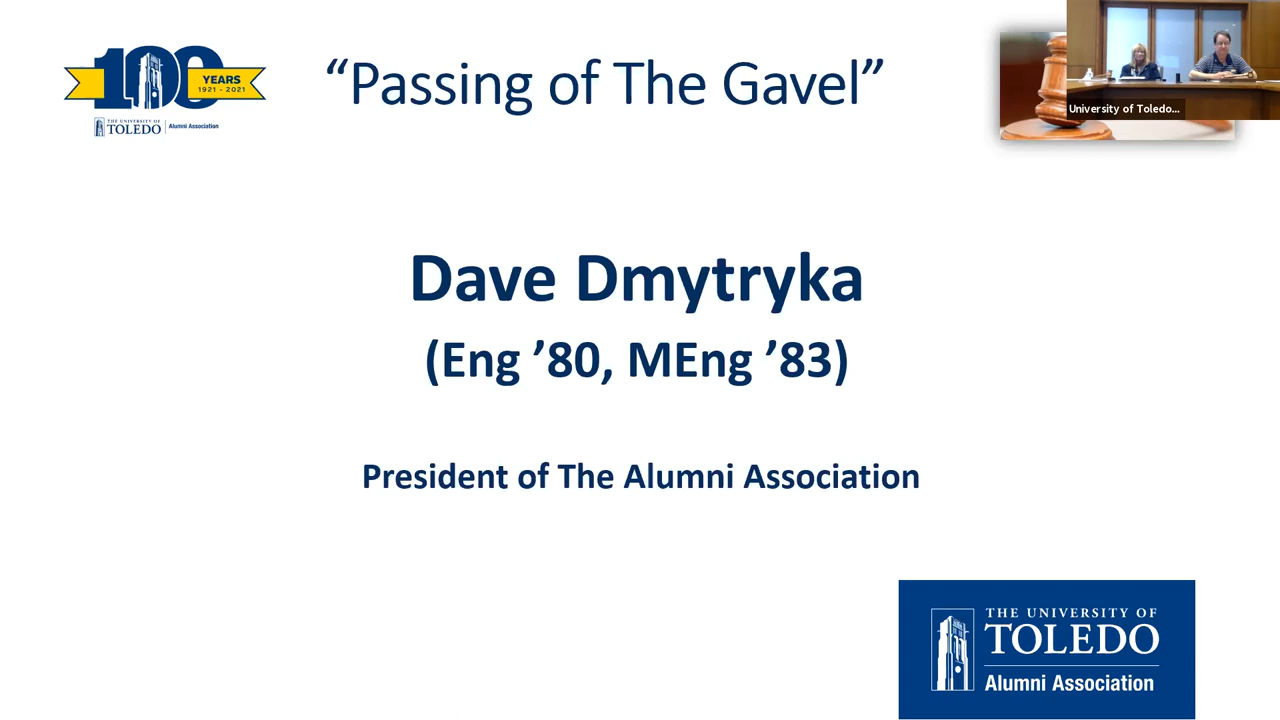 100
YEARS
1921 - 2021
THE UNIVERSITY OF
TOLEDO
Alumni Association
“Passing of The Gavel”
University of Toledo...
Dave Dmytryka
(Eng ’80, MEng ’83)
President of The Alumni Association
THE UNIVERSITY OF
TOLEDO
Alumni Association